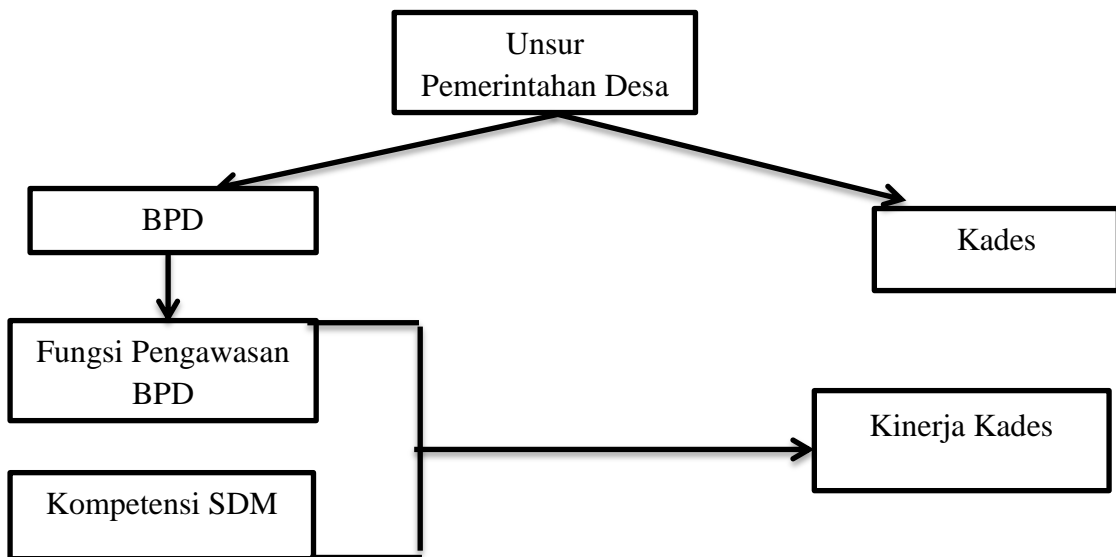 Unsur
Pemerintahan Desa
BPD
Kades
Fungsi Pengawasan
BPD
Kinerja Kades
Kompetensi SDM